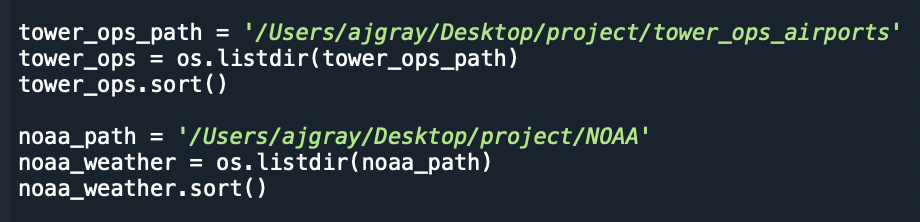 tower_ops_path = '/Users/ajgray/Desktop/project/tower_ops_airports'
tower_ops = os.listdir(tower_ops_path)
tower_ops.sort()
noaa_path = '/Users/ajgray/Desktop/project/NOAA'
noaa_weather = os.listdir(noaa_path)
noaa_weather.sort()